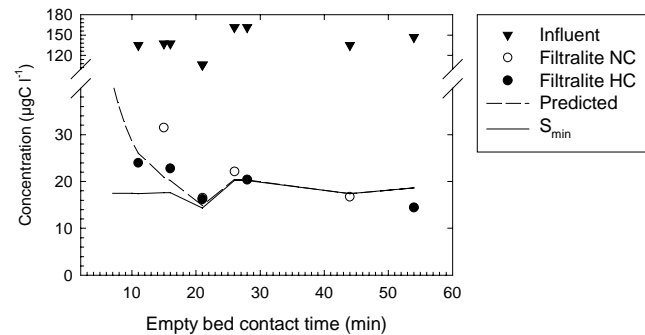 180
150
120
30
20
10
0
Concentration (µgC l⁻¹)
10 20 30 40 50 60
Empty bed contact time (min)
Influent
Filtralite NC
Filtralite HC
Predicted
Smin